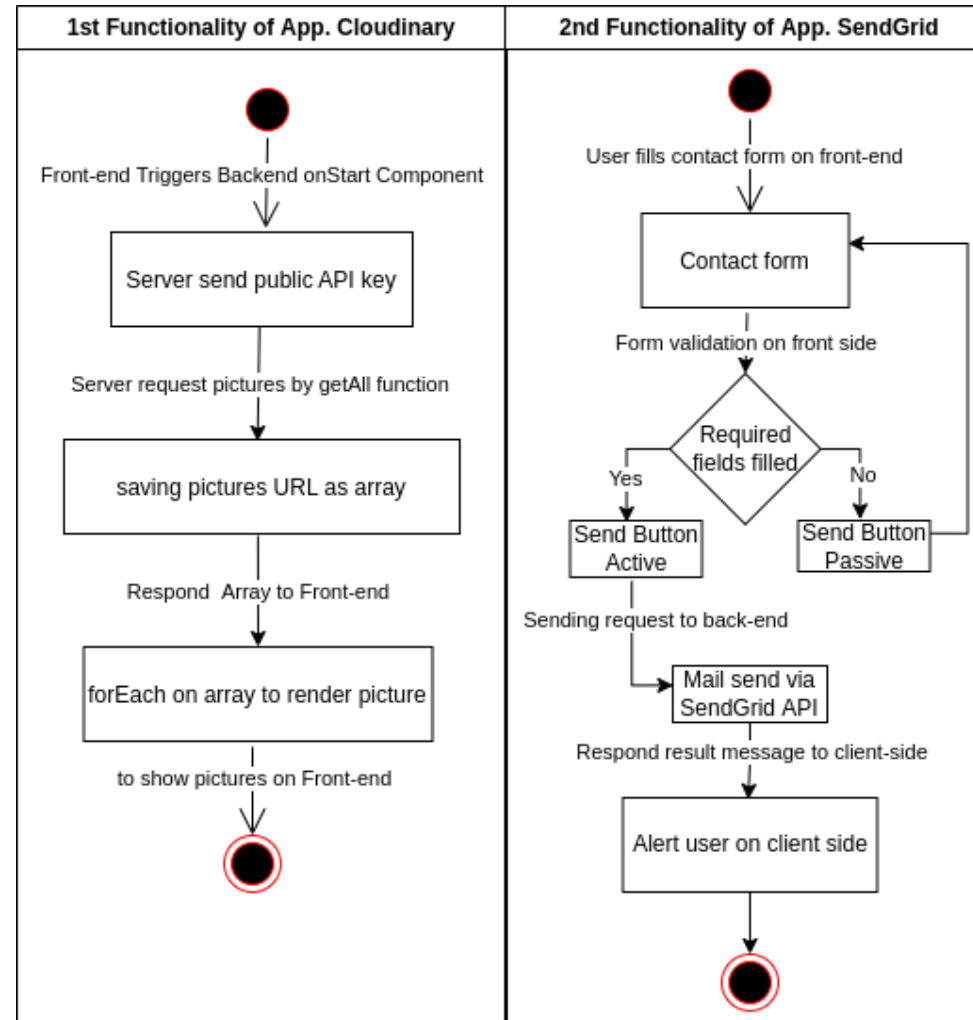 1st Functionality of App. Cloudinary
Front-end Triggers Backend onStart Component
Server send public API key
Server request pictures by getAll function
saving pictures URL as array
Respond  Array to Front-end
forEach on array to render picture
to show pictures on Front-end
2nd Functionality of App. SendGrid
User fills contact form on front-end
Contact form
Form validation on front side
Required
fields filled
Yes
No
Send Button
Active
Send Button
Passive
Sending request to back-end
Mail send via
SendGrid API
Respond result message to client-side
Alert user on client side